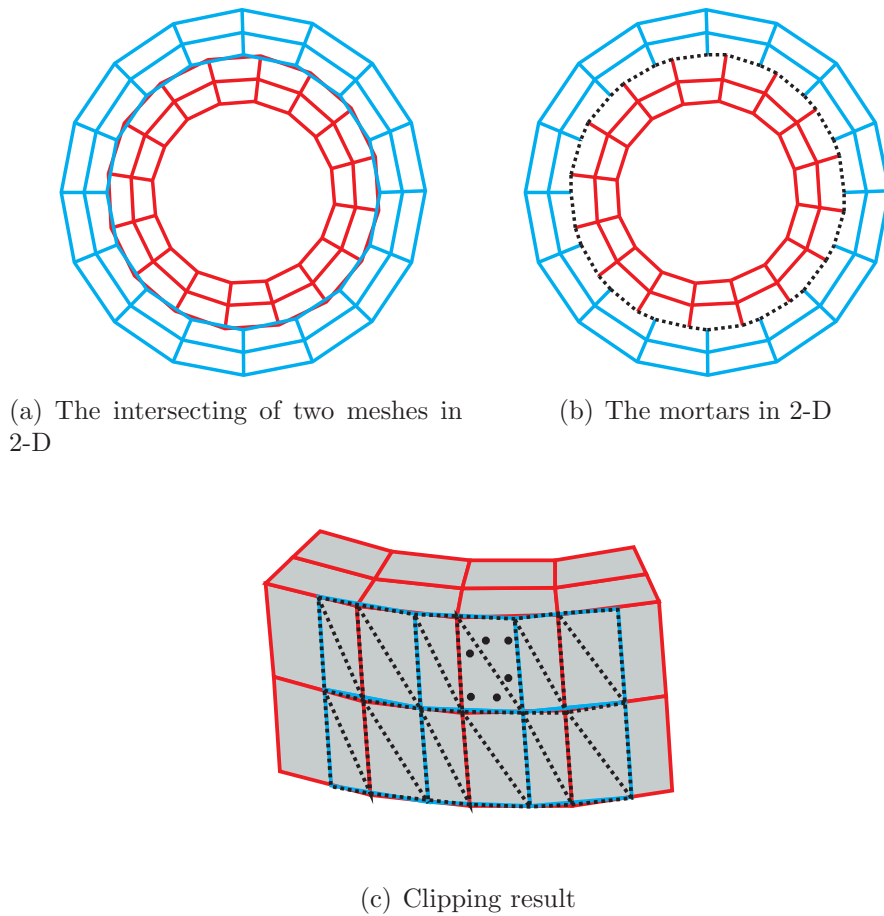 (a) The intersecting of two meshes in
2-D
(b) The mortars in 2-D
(c) Clipping result